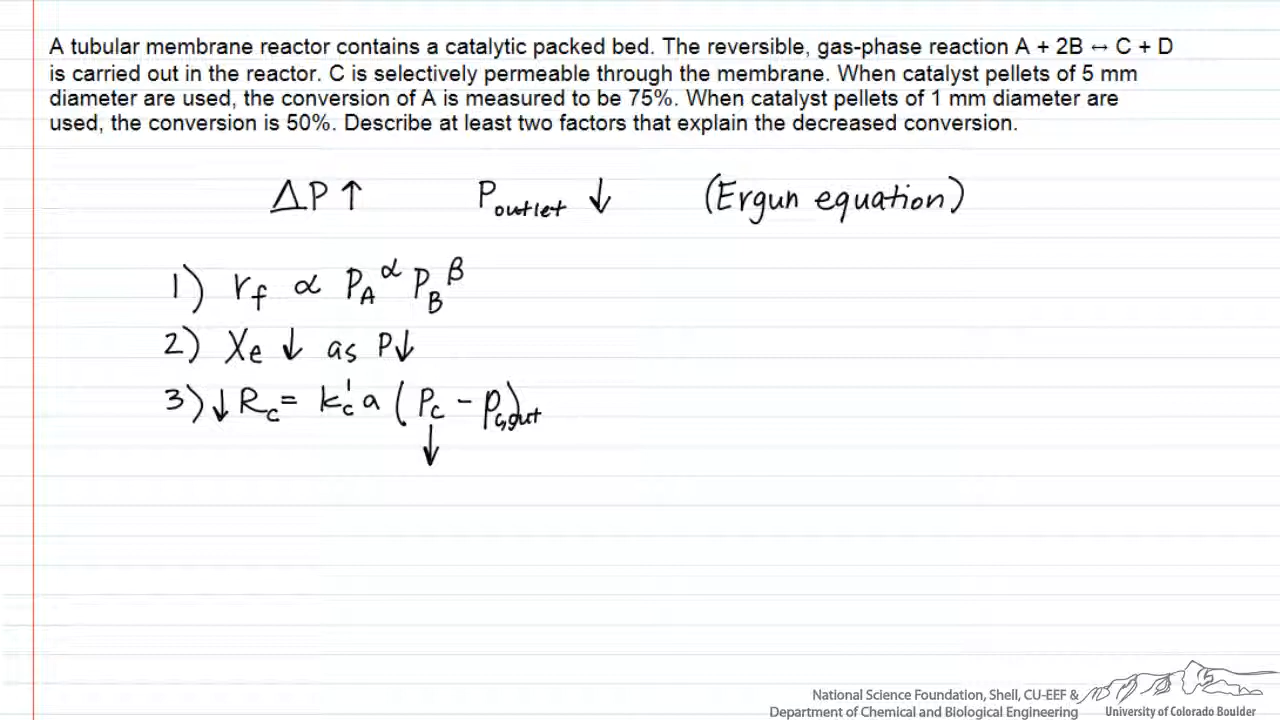 A tubular membrane reactor contains a catalytic packed bed. The reversible, gas-phase reaction A + 2B ↔ C + D
is carried out in the reactor. C is selectively permeable through the membrane. When catalyst pellets of 5 mm
diameter are used, the conversion of A is measured to be 75%. When catalyst pellets of 1 mm diameter are
used, the conversion is 50%. Describe at least two factors that explain the decreased conversion.
ΔP↑ P_outlet ↓ (Ergun equation)
1) r_f ∝ P_A^α P_B^β
2) X_e ↓ as P↓
3) ↓ R_c = k_c' a (P_c - P_c,out)
↓
National Science Foundation, Shell, CU-EEF &
Department of Chemical and Biological Engineering
University of Colorado Boulder